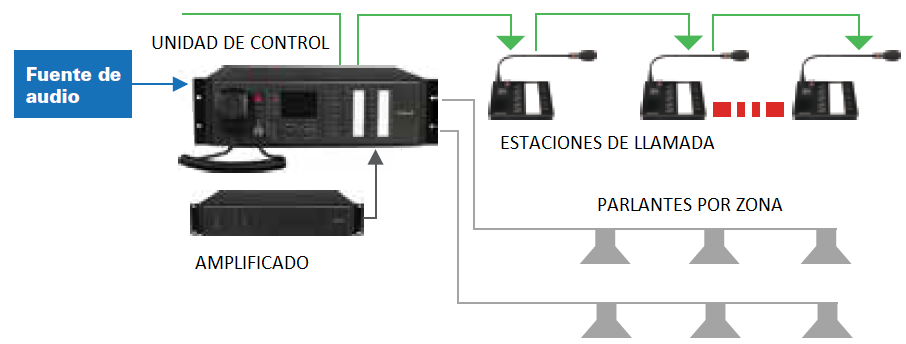 UNIDAD DE CONTROL
Fuente de
audio
ESTACIONES DE LLAMADA
PARLANTES POR ZONA
AMPLIFICADO